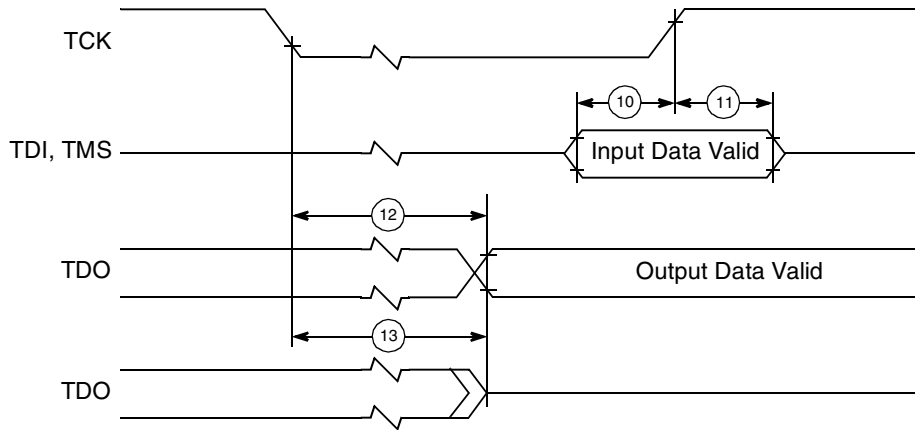 TCK
10
11
TDI, TMS
Input Data Valid
12
TDO
Output Data Valid
13
TDO